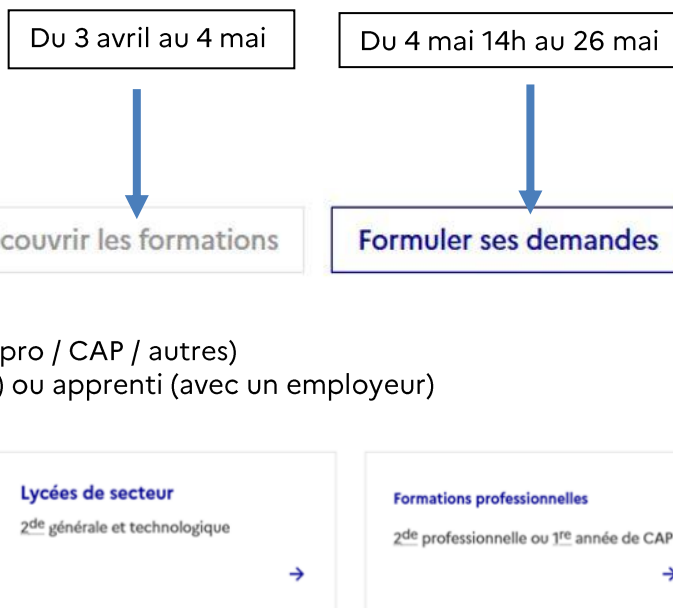 Du 3 avril au 4 mai
Du 4 mai 14h au 26 mai
couvrir les formations
Formuler ses demandes
pro / CAP / autres)
) ou apprenti (avec un employeur)
Lycées de secteur
2de générale et technologique
Formations professionnelles
2de professionnelle ou 1re année de CAP